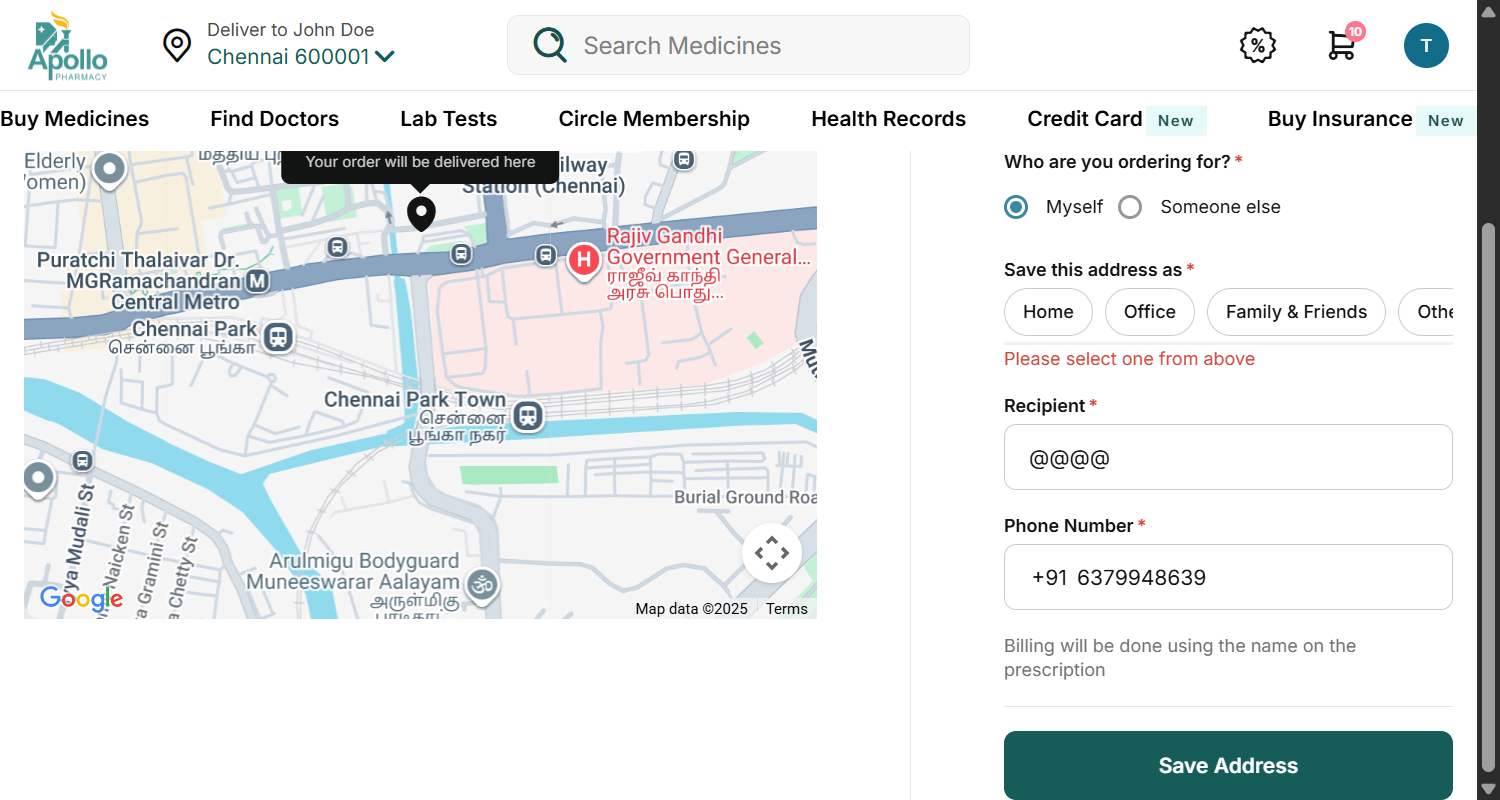 Apollo
PHARMACY
Deliver to John Doe
Chennai 600001
Search Medicines
%
10
T
Buy Medicines
Find Doctors
Lab Tests
Circle Membership
Health Records
Credit Card New
Buy Insurance New
Elderly
omen)
Your order will be delivered here
ilway
Station (Chennai)
Rajiv Gandhi
Government General...
ராஜீவ் காந்தி
அரசு பொது...
H
Puratchi Thalaivar Dr.
MGRamachandran
Central Metro
M
Chennai Park
சென்னை பூங்கா
Chennai Park Town
சென்னை
பூங்கா நகர்
Burial Ground Roa
ya Mudali St
Naicken St
a Gramini St
a Chetty St
Arulmigu Bodyguard
Muneeswarar Aalayam
அருள்மிகு
Google
Map data ©2025
Terms
Who are you ordering for? *
Myself
Someone else
Save this address as *
Home
Office
Family & Friends
Othe
Please select one from above
Recipient *
@@@@
Phone Number *
+91 6379948639
Billing will be done using the name on the
prescription
Save Address